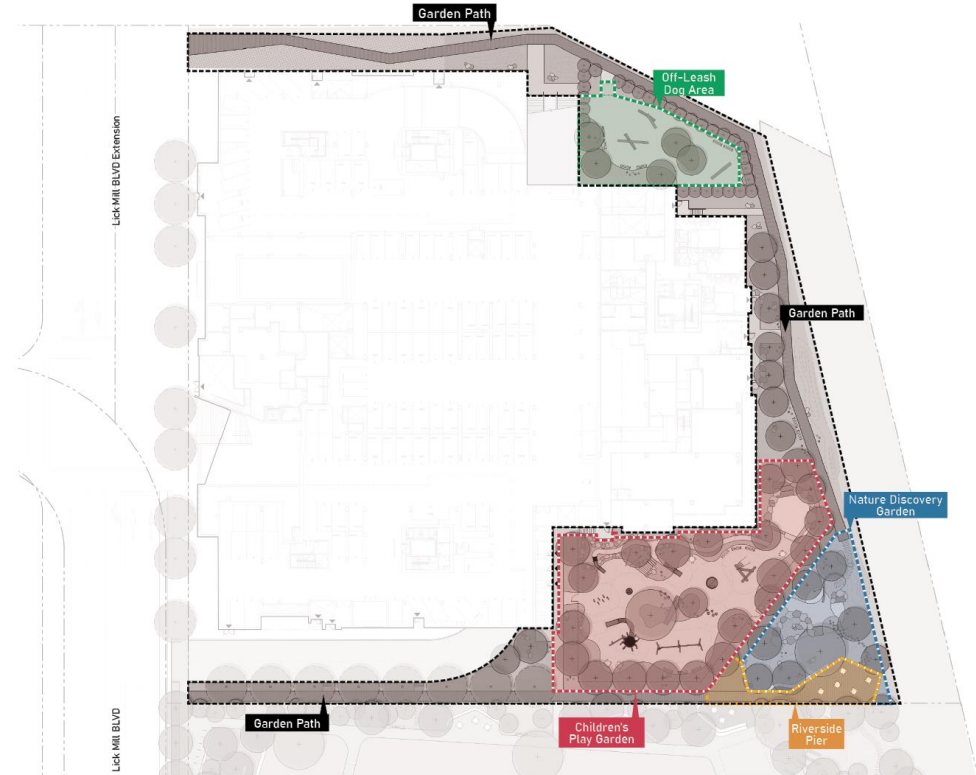 Garden Path
Off-Leash
Dog Area
Lick Mill BLVD Extension
Garden Path
Nature Discovery
Garden
Garden Path
Children's
Play Garden
Riverside
Pier
Lick Mill BLVD